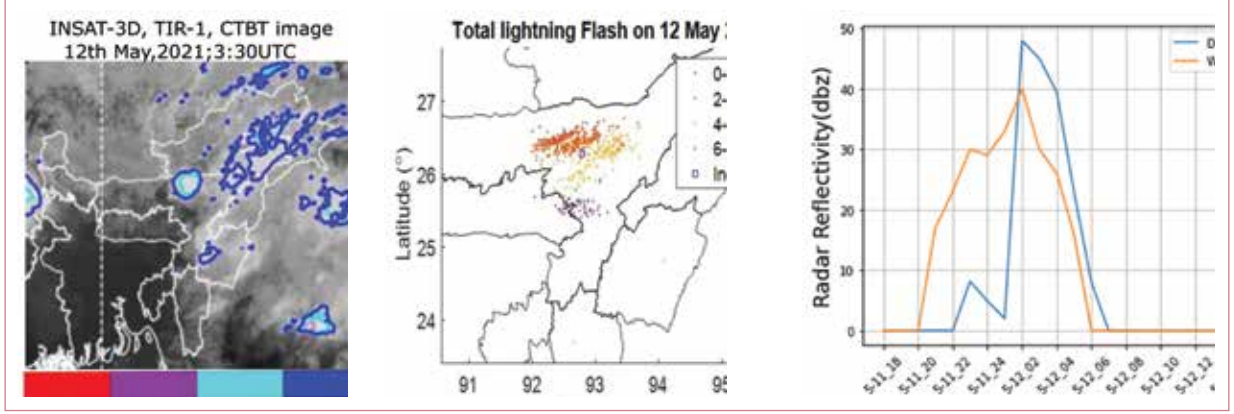 INSAT-3D, TIR-1, CTBT image
12th May,2021;3:30UTC
Total lightning Flash on 12 May
0-
2-
4-
6-
In
Latitude (°)
27
26
25
24
91 92 93 94 95
Radar Reflectivity(dbz)
50
40
30
20
10
0
D
5-11_18 5-11_20 5-11_22 5-11_24 5-12_02 5-12_04 5-12_06 5-12_08 5-12_10 5-12_12